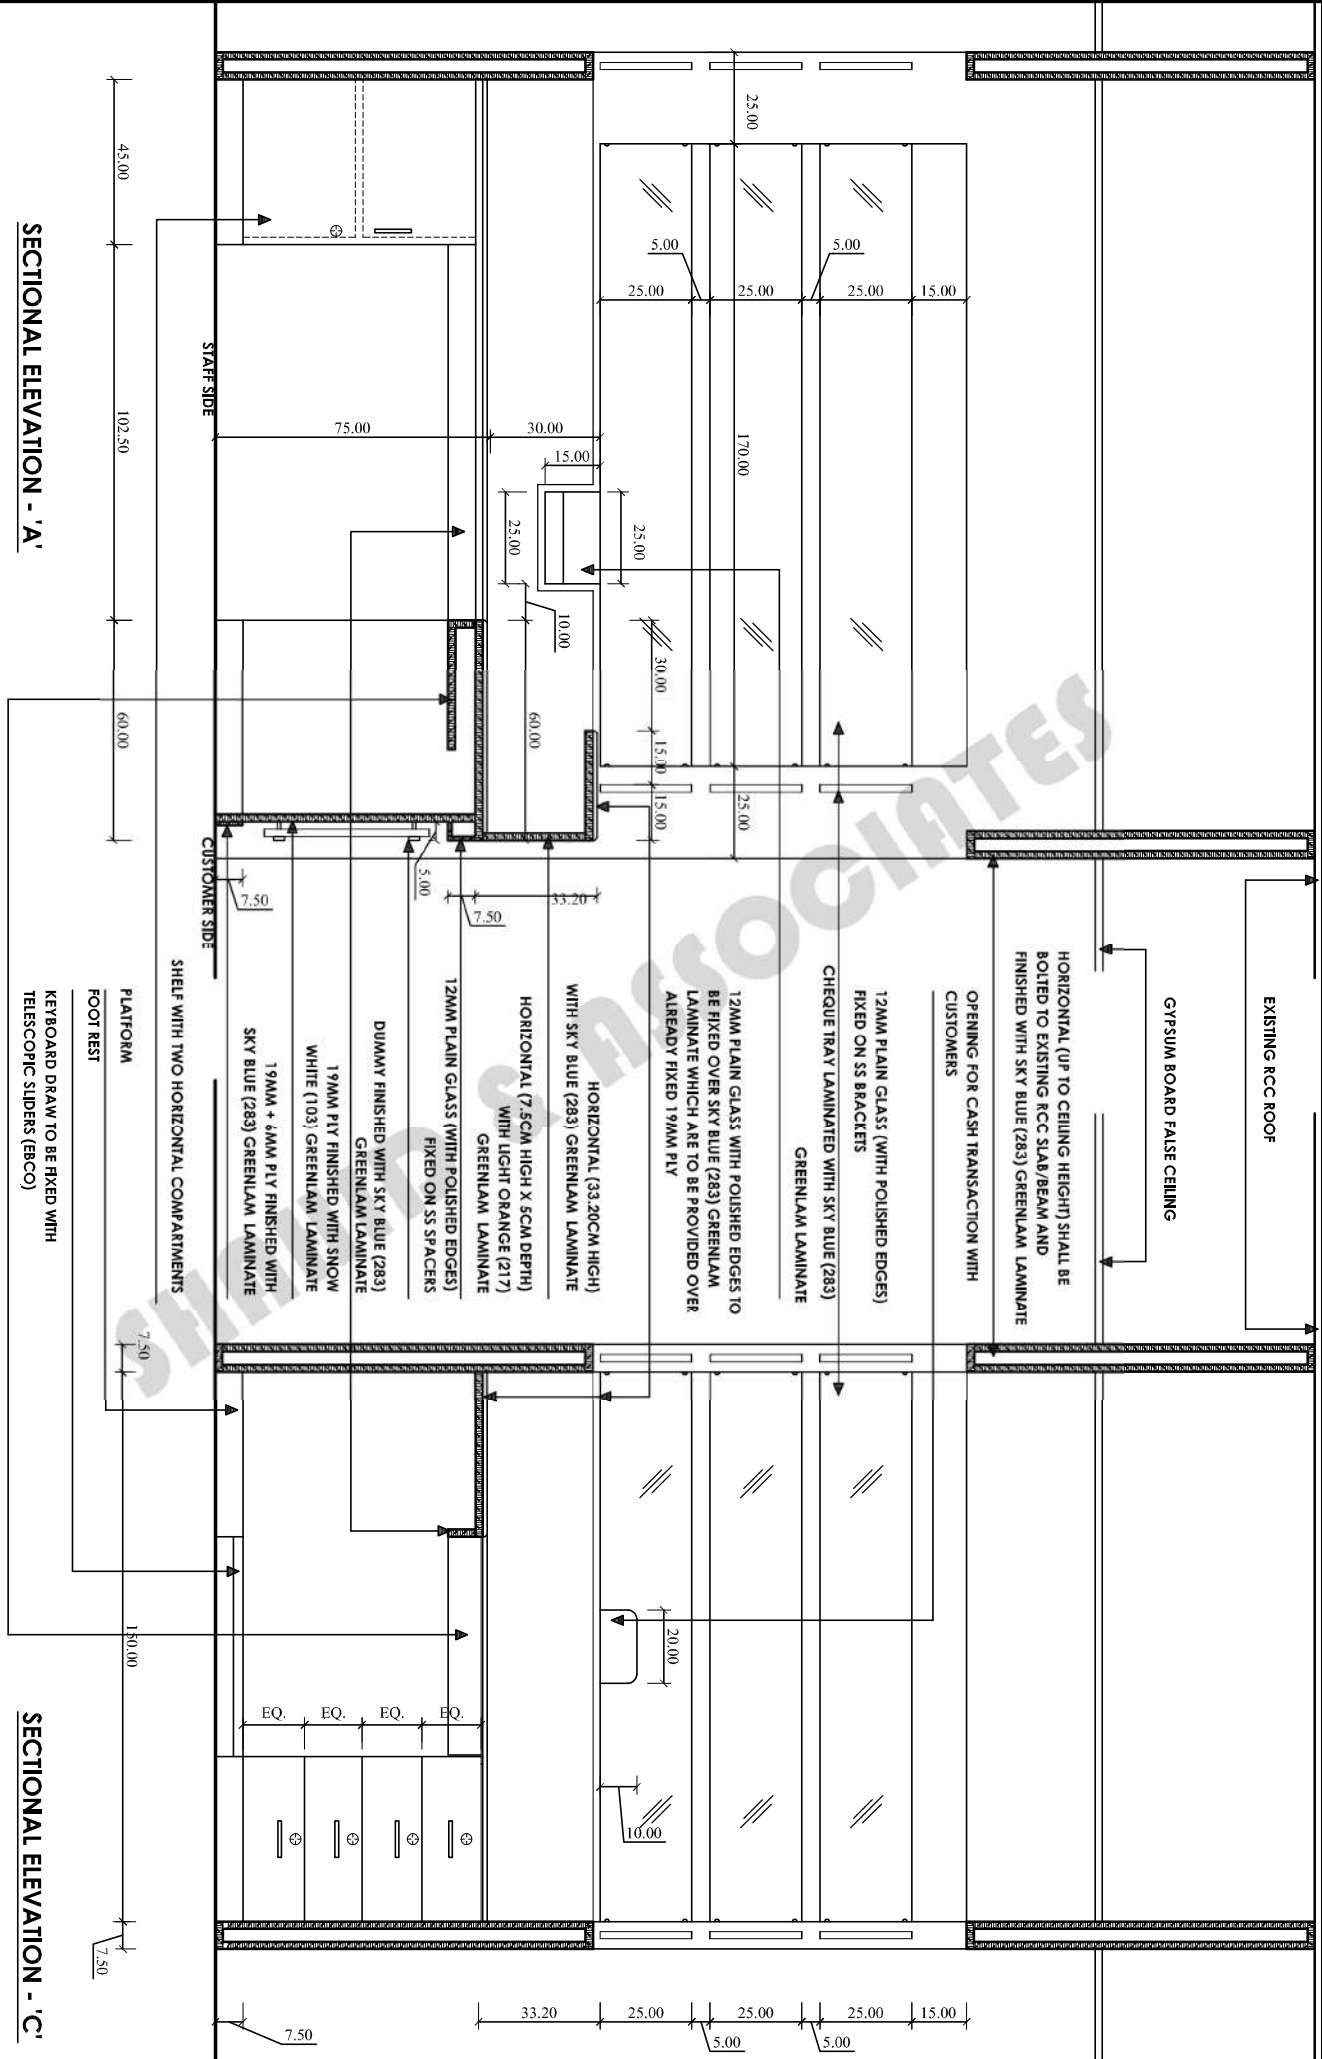 EXISTING RCC ROOF
GYPSUM BOARD FALSE CEILING
HORIZONTAL (UP TO CEILING HEIGHT) SHALL BE
BOLTED TO EXISTING RCC SLAB/BEAM AND
FINISHED WITH SKY BLUE (283) GREENLAM LAMINATE
OPENING FOR CASH TRANSACTION WITH
CUSTOMERS
12MM PLAIN GLASS (WITH POLISHED EDGES)
FIXED ON SS BRACKETS
CHEQUE TRAY LAMINATED WITH SKY BLUE (283)
GREENLAM LAMINATE
12MM PLAIN GLASS WITH POLISHED EDGES TO
BE FIXED OVER SKY BLUE (283) GREENLAM
LAMINATE WHICH ARE TO BE PROVIDED OVER
ALREADY FIXED 19MM PLY
HORIZONTAL (33.20CM HIGH)
WITH SKY BLUE (283) GREENLAM LAMINATE
HORIZONTAL (7.5CM HIGH X 5CM DEPTH)
WITH LIGHT ORANGE (217)
GREENLAM LAMINATE
12MM PLAIN GLASS (WITH POLISHED EDGES)
FIXED ON SS SPACERS
DUMMY FINISHED WITH SKY BLUE (283)
GREENLAM LAMINATE
19MM PLY FINISHED WITH SNOW
WHITE (103) GREENLAM LAMINATE
19MM + 6MM PLY FINISHED WITH
SKY BLUE (283) GREENLAM LAMINATE
SHELF WITH TWO HORIZONTAL COMPARTMENTS
PLATFORM
FOOT REST
KEYBOARD DRAW TO BE FIXED WITH
TELESCOPIC SLIDERS (EBCO)
STAFF SIDE
CUSTOMER SIDE
25.00
170.00
25.00
15.00
25.00
5.00
25.00
5.00
25.00
30.00
75.00
15.00
25.00
25.00
10.00
30.00
15.00
15.00
60.00
33.20
7.50
5.00
7.50
45.00
102.50
60.00
7.50
150.00
7.50
20.00
10.00
EQ.
EQ.
EQ.
EQ.
15.00
25.00
5.00
25.00
5.00
25.00
33.20
7.50
SECTIONAL ELEVATION - 'A'
SECTIONAL ELEVATION - 'C'
& ASSOCIATES